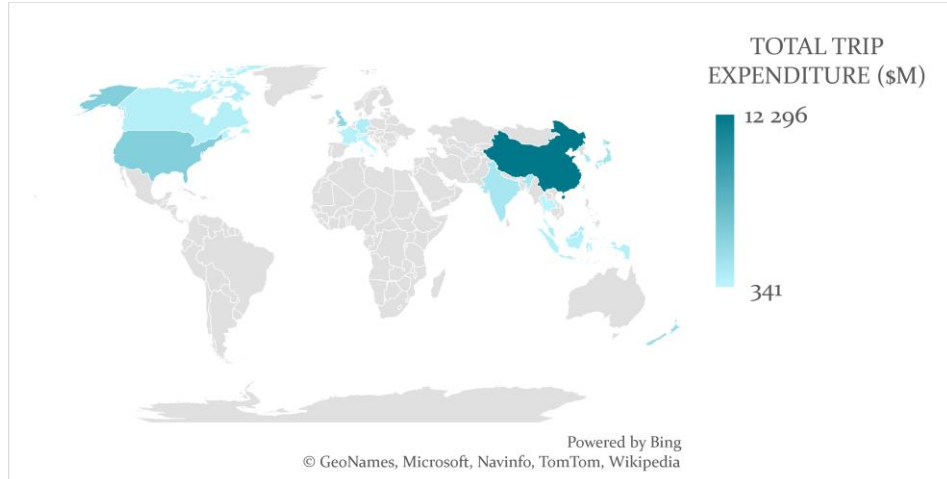 TOTAL TRIP
EXPENDITURE ($M)
12 296
341
Powered by Bing
© GeoNames, Microsoft, Navinfo, TomTom, Wikipedia